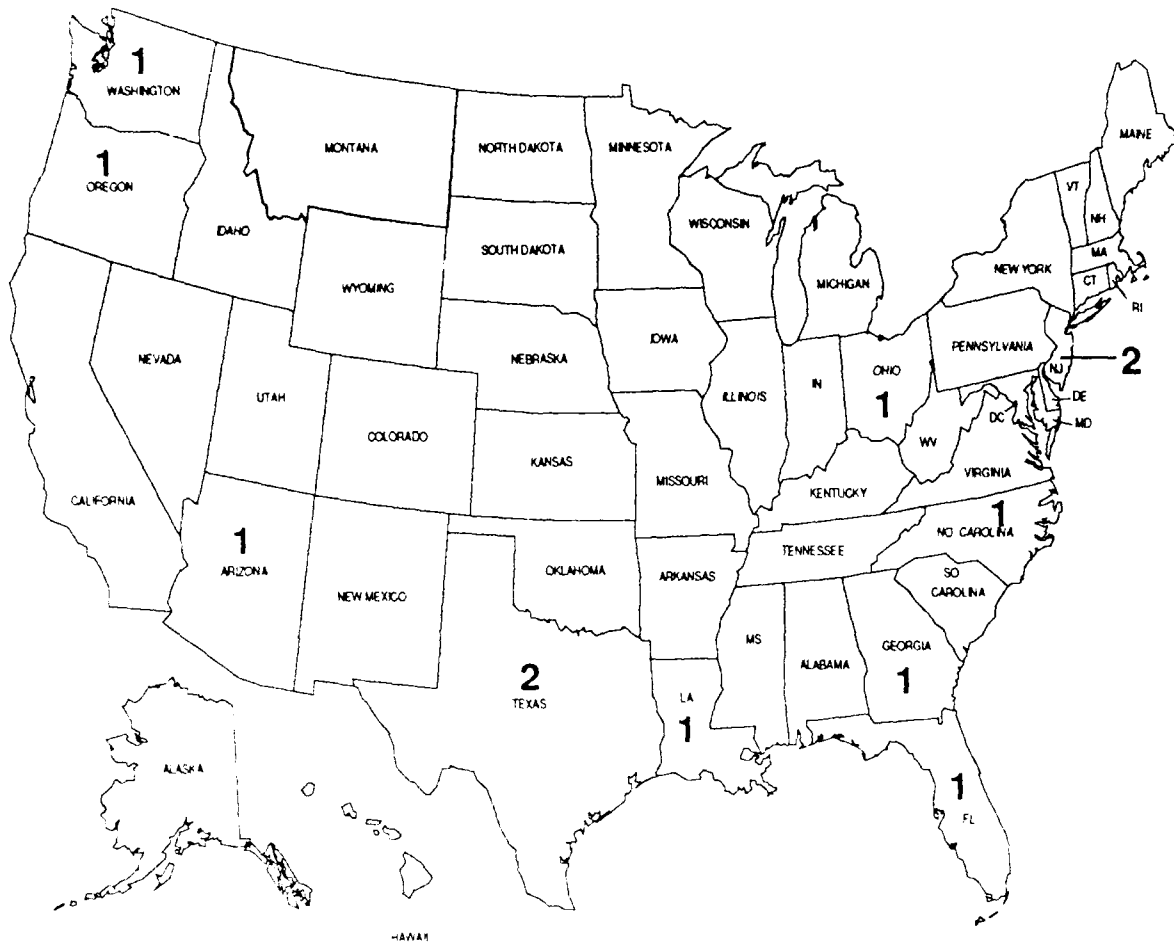 1
WASHINGTON
MONTANA
NORTH DAKOTA
MINNESOTA
MAINE
1
OREGON
IDAHO
SOUTH DAKOTA
WISCONSIN
VT
NH
MA
NEW YORK
CT
RI
WYOMING
MICHIGAN
IOWA
NEBRASKA
PENNSYLVANIA
NJ
2
NEVADA
UTAH
COLORADO
ILLINOIS
IN
OHIO
1
DE
DC
MD
WV
KANSAS
MISSOURI
KENTUCKY
VIRGINIA
CALIFORNIA
1
ARIZONA
NEW MEXICO
OKLAHOMA
ARKANSAS
TENNESSEE
1
NO CAROLINA
SO
CAROLINA
MS
ALABAMA
GEORGIA
1
2
TEXAS
LA
1
1
FL
ALASKA
HAWAII